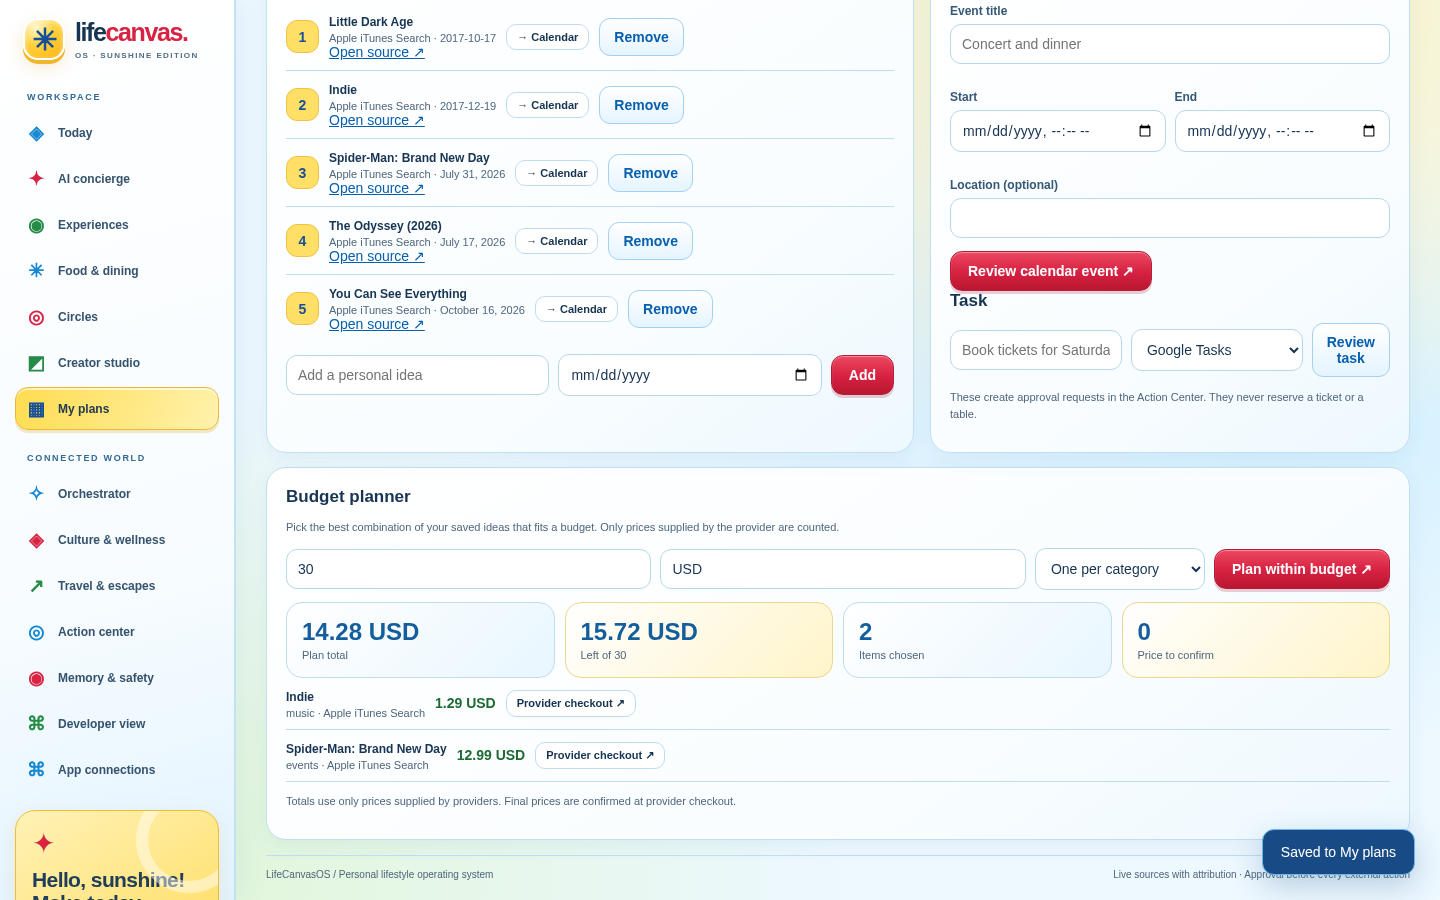 lifecanvas.
OS · SUNSHINE EDITION
WORKSPACE
Today
AI concierge
Experiences
Food & dining
Circles
Creator studio
My plans
CONNECTED WORLD
Orchestrator
Culture & wellness
Travel & escapes
Action center
Memory & safety
Developer view
App connections
Hello, sunshine!
1
Little Dark Age
Apple iTunes Search · 2017-10-17
Open source ↗
→ Calendar
Remove
2
Indie
Apple iTunes Search · 2017-12-19
Open source ↗
→ Calendar
Remove
3
Spider-Man: Brand New Day
Apple iTunes Search · July 31, 2026
Open source ↗
→ Calendar
Remove
4
The Odyssey (2026)
Apple iTunes Search · July 17, 2026
Open source ↗
→ Calendar
Remove
5
You Can See Everything
Apple iTunes Search · October 16, 2026
Open source ↗
→ Calendar
Remove
Add a personal idea
mm/dd/yyyy
Add
Event title
Concert and dinner
Start
End
mm/dd/yyyy, --:-- --
mm/dd/yyyy, --:-- --
Location (optional)
Review calendar event ↗
Task
Book tickets for Saturda
Google Tasks
Review
task
These create approval requests in the Action Center. They never reserve a ticket or a
table.
Budget planner
Pick the best combination of your saved ideas that fits a budget. Only prices supplied by the provider are counted.
30
USD
One per category
Plan within budget ↗
14.28 USD
Plan total
15.72 USD
Left of 30
2
Items chosen
0
Price to confirm
Indie
music · Apple iTunes Search
1.29 USD
Provider checkout ↗
Spider-Man: Brand New Day
events · Apple iTunes Search
12.99 USD
Provider checkout ↗
Totals use only prices supplied by providers. Final prices are confirmed at provider checkout.
Saved to My plans
LifeCanvasOS / Personal lifestyle operating system
Live sources with attribution · Approval before every external action